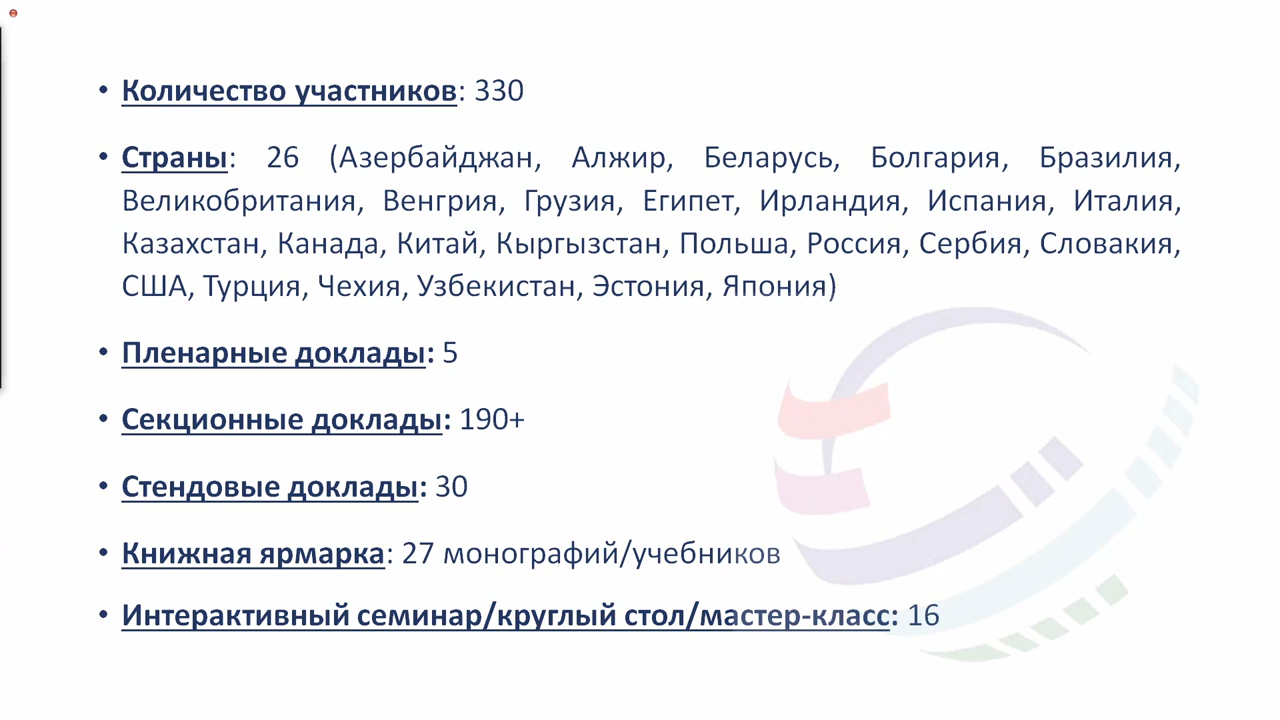 • Количество участников: 330
• Страны: 26 (Азербайджан, Алжир, Беларусь, Болгария, Бразилия,
Великобритания, Венгрия, Грузия, Египет, Ирландия, Испания, Италия,
Казахстан, Канада, Китай, Кыргызстан, Польша, Россия, Сербия, Словакия,
США, Турция, Чехия, Узбекистан, Эстония, Япония)
• Пленарные доклады: 5
• Секционные доклады: 190+
• Стендовые доклады: 30
• Книжная ярмарка: 27 монографий/учебников
• Интерактивный семинар/круглый стол/мастер-класс: 16